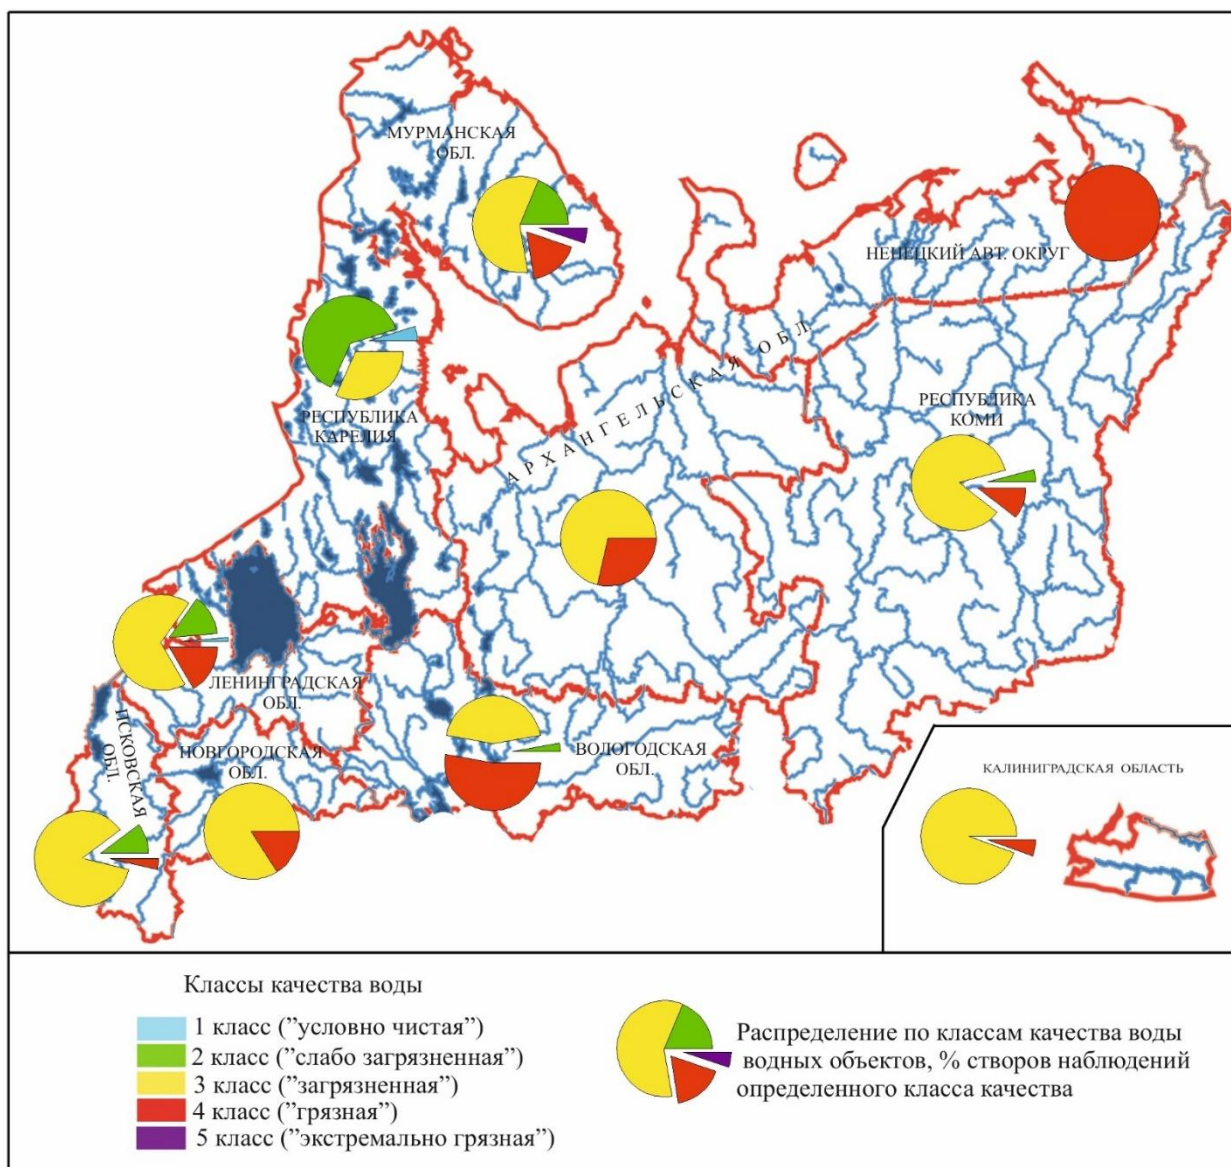 МУРМАНСКАЯ
ОБЛ.
НЕНЕЦКИЙ АВТ. ОКРУГ
АРХАНГЕЛЬСКАЯ ОБЛ.
РЕСПУБЛИКА
КОМИ
РЕСПУБЛИКА
КАРЕЛИЯ
ЛЕНИНГРАДСКАЯ
ОБЛ.
ПСКОВСКАЯ
ОБЛ.
НОВГОРОДСКАЯ
ОБЛ.
ВОЛОГОДСКАЯ
ОБЛ.
КАЛИНИГРАДСКАЯ ОБЛАСТЬ
Классы качества воды
1 класс (”условно чистая”)
2 класс (”слабо загрязненная”)
3 класс (”загрязненная”)
4 класс (”грязная”)
5 класс (”экстремально грязная”)
Распределение по классам качества воды
водных объектов, % створов наблюдений
определенного класса качества